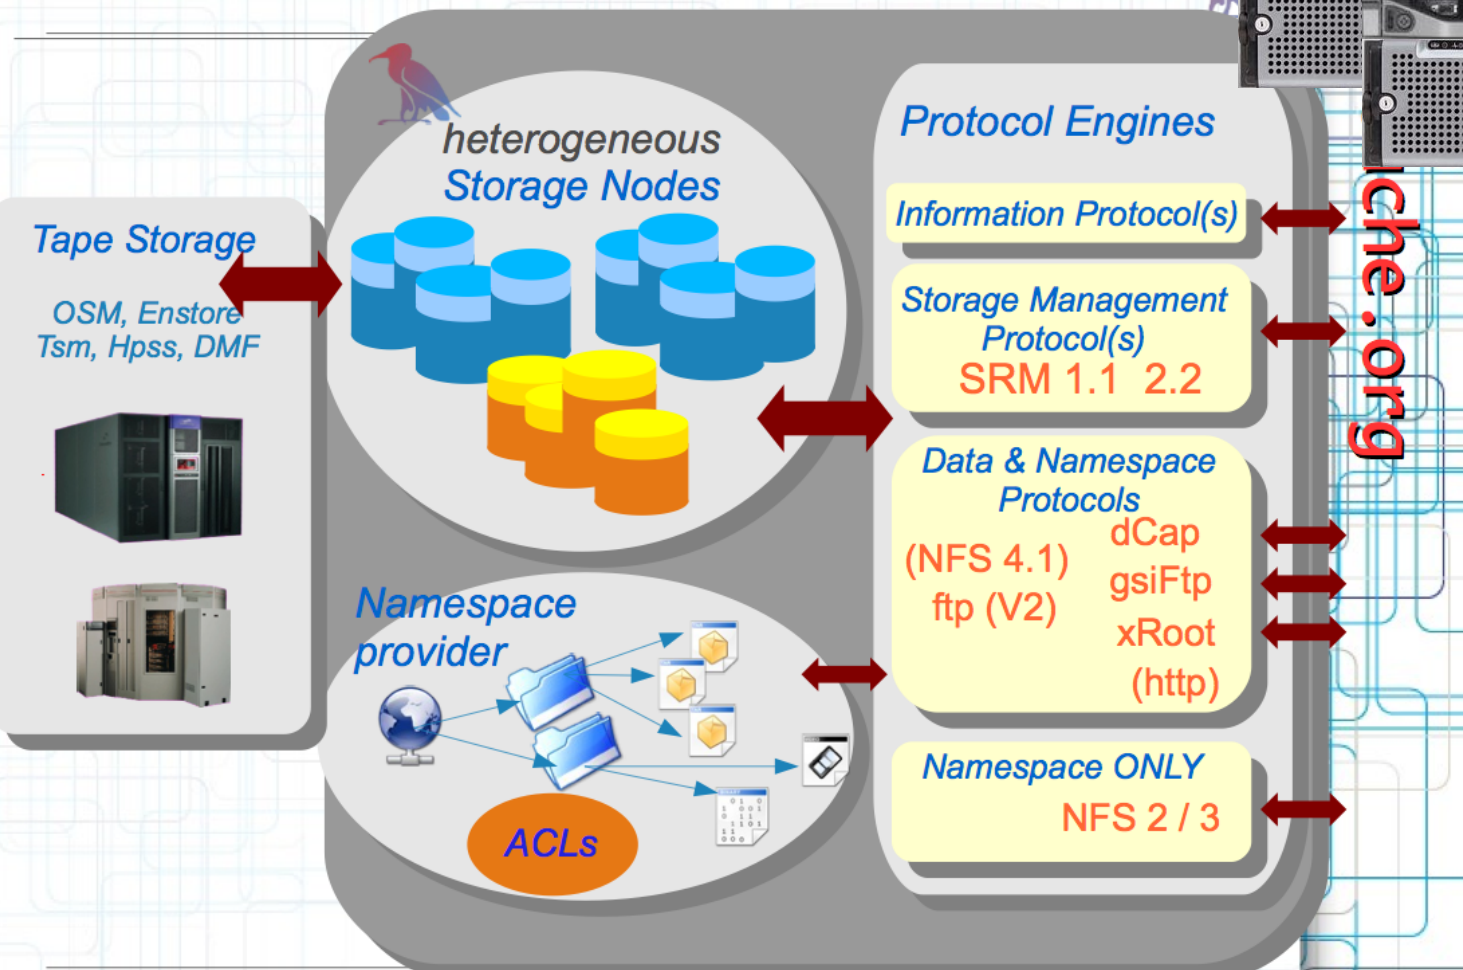 heterogeneous
Storage Nodes
Tape Storage
OSM, Enstore
Tsm, Hpss, DMF
Namespace
provider
ACLs
Protocol Engines
Information Protocol(s)
Storage Management
Protocol(s)
SRM 1.1 2.2
Data & Namespace
Protocols
(NFS 4.1)
ftp (V2)
dCap
gsiFtp
xRoot
(http)
Namespace ONLY
NFS 2 / 3
che.org